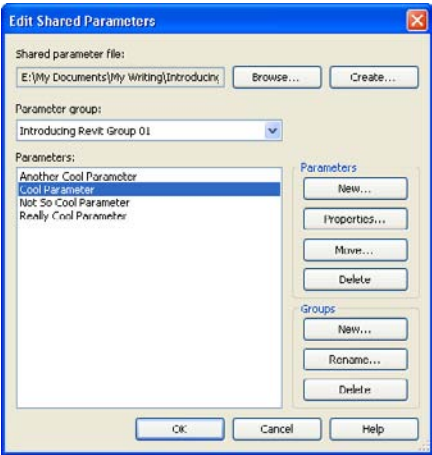 Edit Shared Parameters
Shared parameter file:
E:\My Documents\My Writing\Introducing
Browse...
Create...
Parameter group:
Introducing Revit Group 01
Parameters:
Another Cool Parameter
Cool Parameter
Not So Cool Parameter
Really Cool Parameter
Parameters
New...
Properties...
Move...
Delete
Groups
New...
Rename...
Delete
OK
Cancel
Help